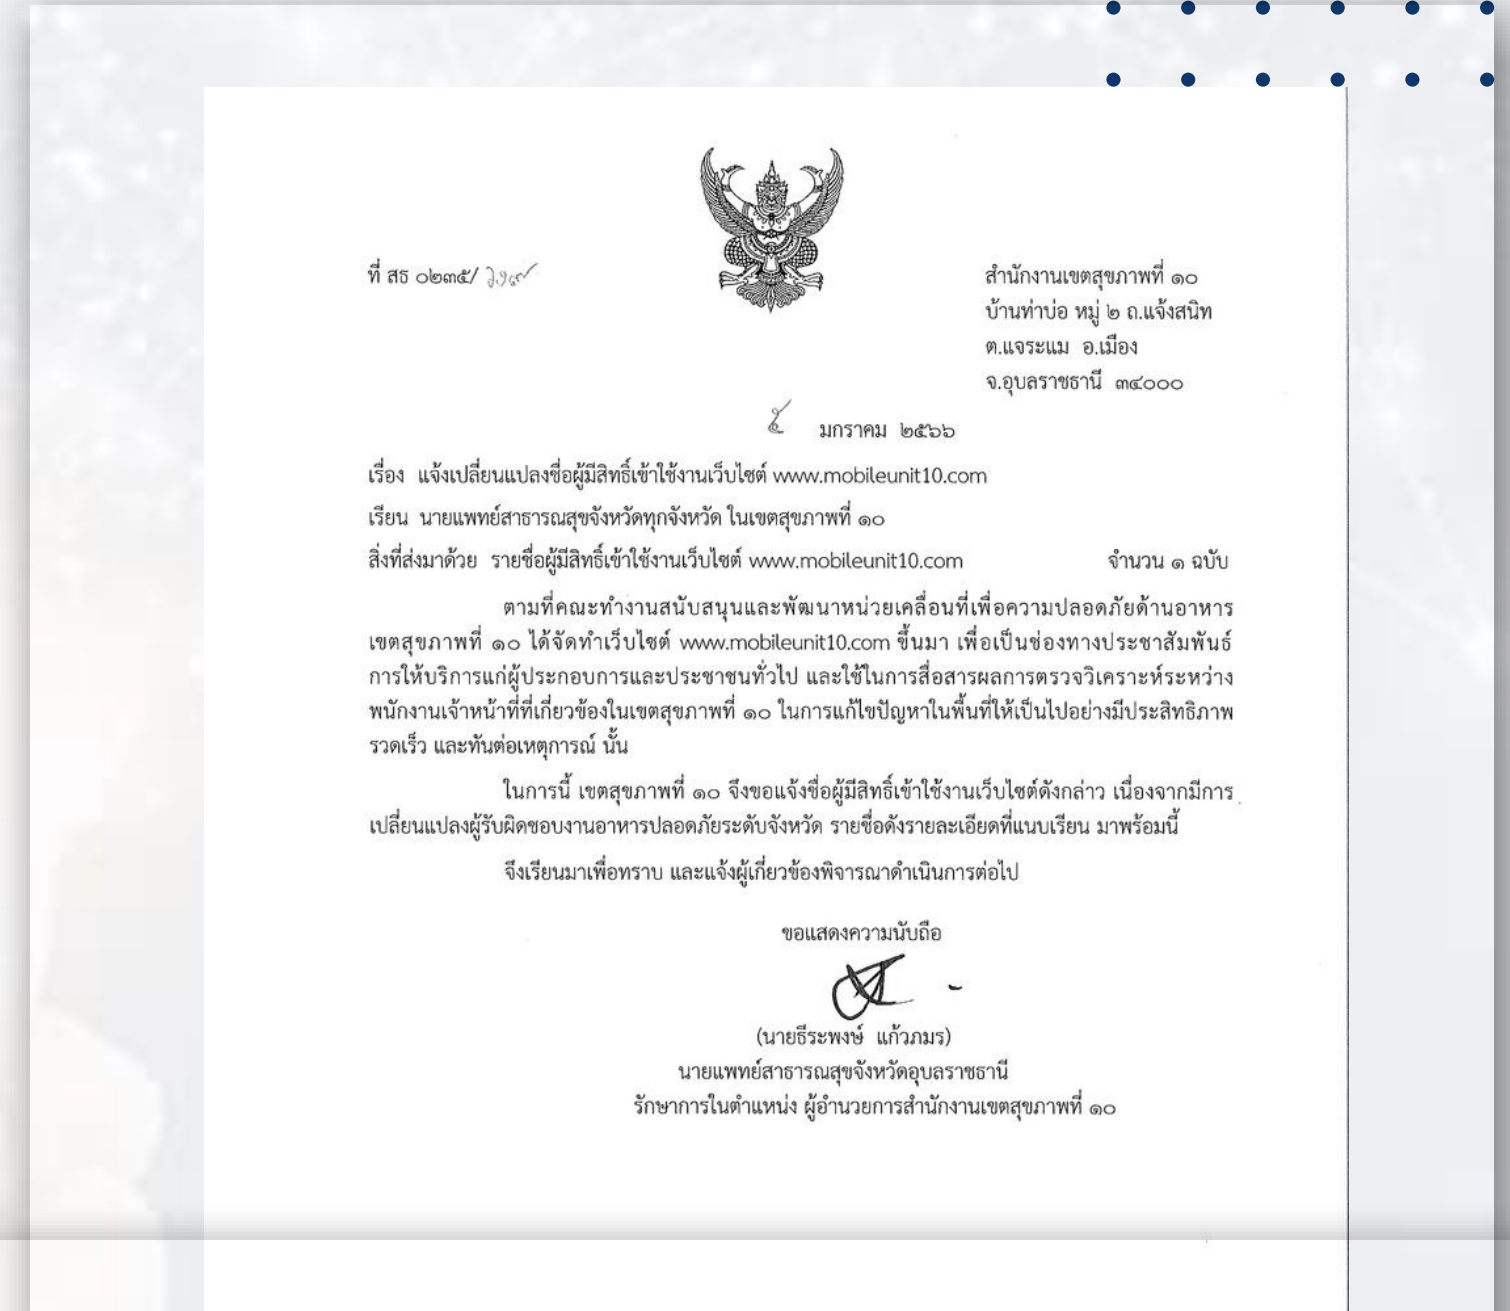 ที่ สธ ๐๒๓๕/
สำนักงานเขตสุขภาพที่ ๑๐
บ้านท่าบ่อ หมู่ ๒ ถ.แจ้งสนิท
ต.แจระแม อ.เมือง
จ.อุบลราชธานี ๓๔๐๐๐
๕ มกราคม ๒๕๖๖
เรื่อง แจ้งเปลี่ยนแปลงชื่อผู้มีสิทธิ์เข้าใช้งานเว็บไซต์ www.mobileunit10.com
เรียน นายแพทย์สาธารณสุขจังหวัดทุกจังหวัด ในเขตสุขภาพที่ ๑๐
สิ่งที่ส่งมาด้วย รายชื่อผู้มีสิทธิ์เข้าใช้งานเว็บไซต์ www.mobileunit10.com จำนวน ๑ ฉบับ
ตามที่คณะทำงานสนับสนุนและพัฒนาหน่วยเคลื่อนที่เพื่อความปลอดภัยด้านอาหาร
เขตสุขภาพที่ ๑๐ ได้จัดทำเว็บไซต์ www.mobileunit10.com ขึ้นมา เพื่อเป็นช่องทางประชาสัมพันธ์
การให้บริการแก่ผู้ประกอบการและประชาชนทั่วไป และใช้ในการสื่อสารผลการตรวจวิเคราะห์ระหว่าง
พนักงานเจ้าหน้าที่ที่เกี่ยวข้องในเขตสุขภาพที่ ๑๐ ในการแก้ไขปัญหาในพื้นที่ให้เป็นไปอย่างมีประสิทธิภาพ
รวดเร็ว และทันต่อเหตุการณ์ นั้น
ในการนี้ เขตสุขภาพที่ ๑๐ จึงขอแจ้งชื่อผู้มีสิทธิ์เข้าใช้งานเว็บไซต์ดังกล่าว เนื่องจากมีการ
เปลี่ยนแปลงผู้รับผิดชอบงานอาหารปลอดภัยระดับจังหวัด รายชื่อดังรายละเอียดที่แนบเรียน มาพร้อมนี้
จึงเรียนมาเพื่อทราบ และแจ้งผู้เกี่ยวข้องพิจารณาดำเนินการต่อไป
ขอแสดงความนับถือ
(นายธีระพงษ์ แก้วภมร)
นายแพทย์สาธารณสุขจังหวัดอุบลราชธานี
รักษาการในตำแหน่ง ผู้อำนวยการสำนักงานเขตสุขภาพที่ ๑๐